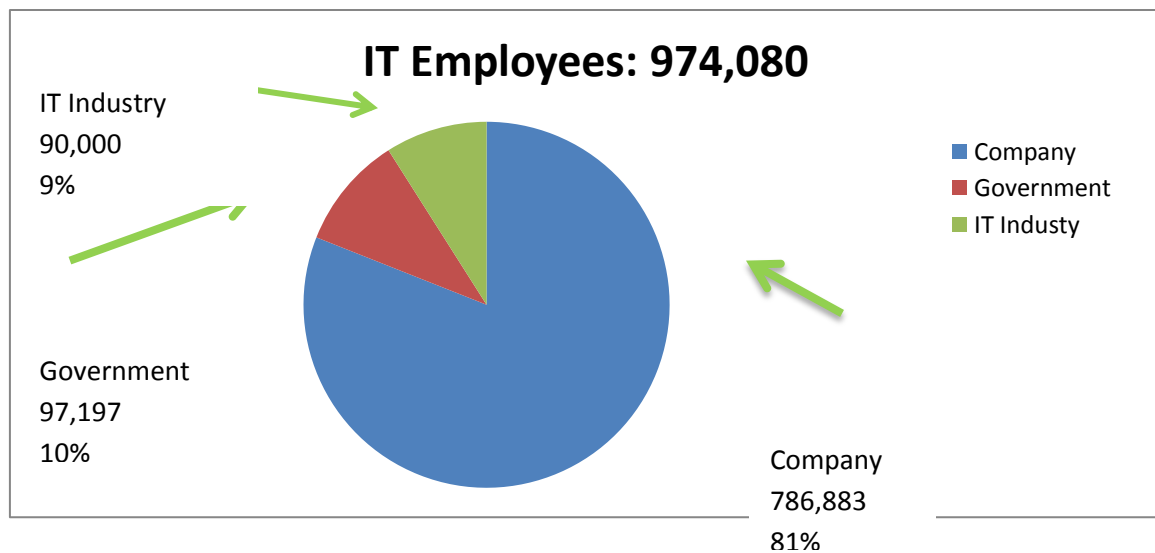 IT Employees: 974,080
IT Industry
90,000
9%
Government
97,197
10%
Company
786,883
81%
Company
Government
IT Industy